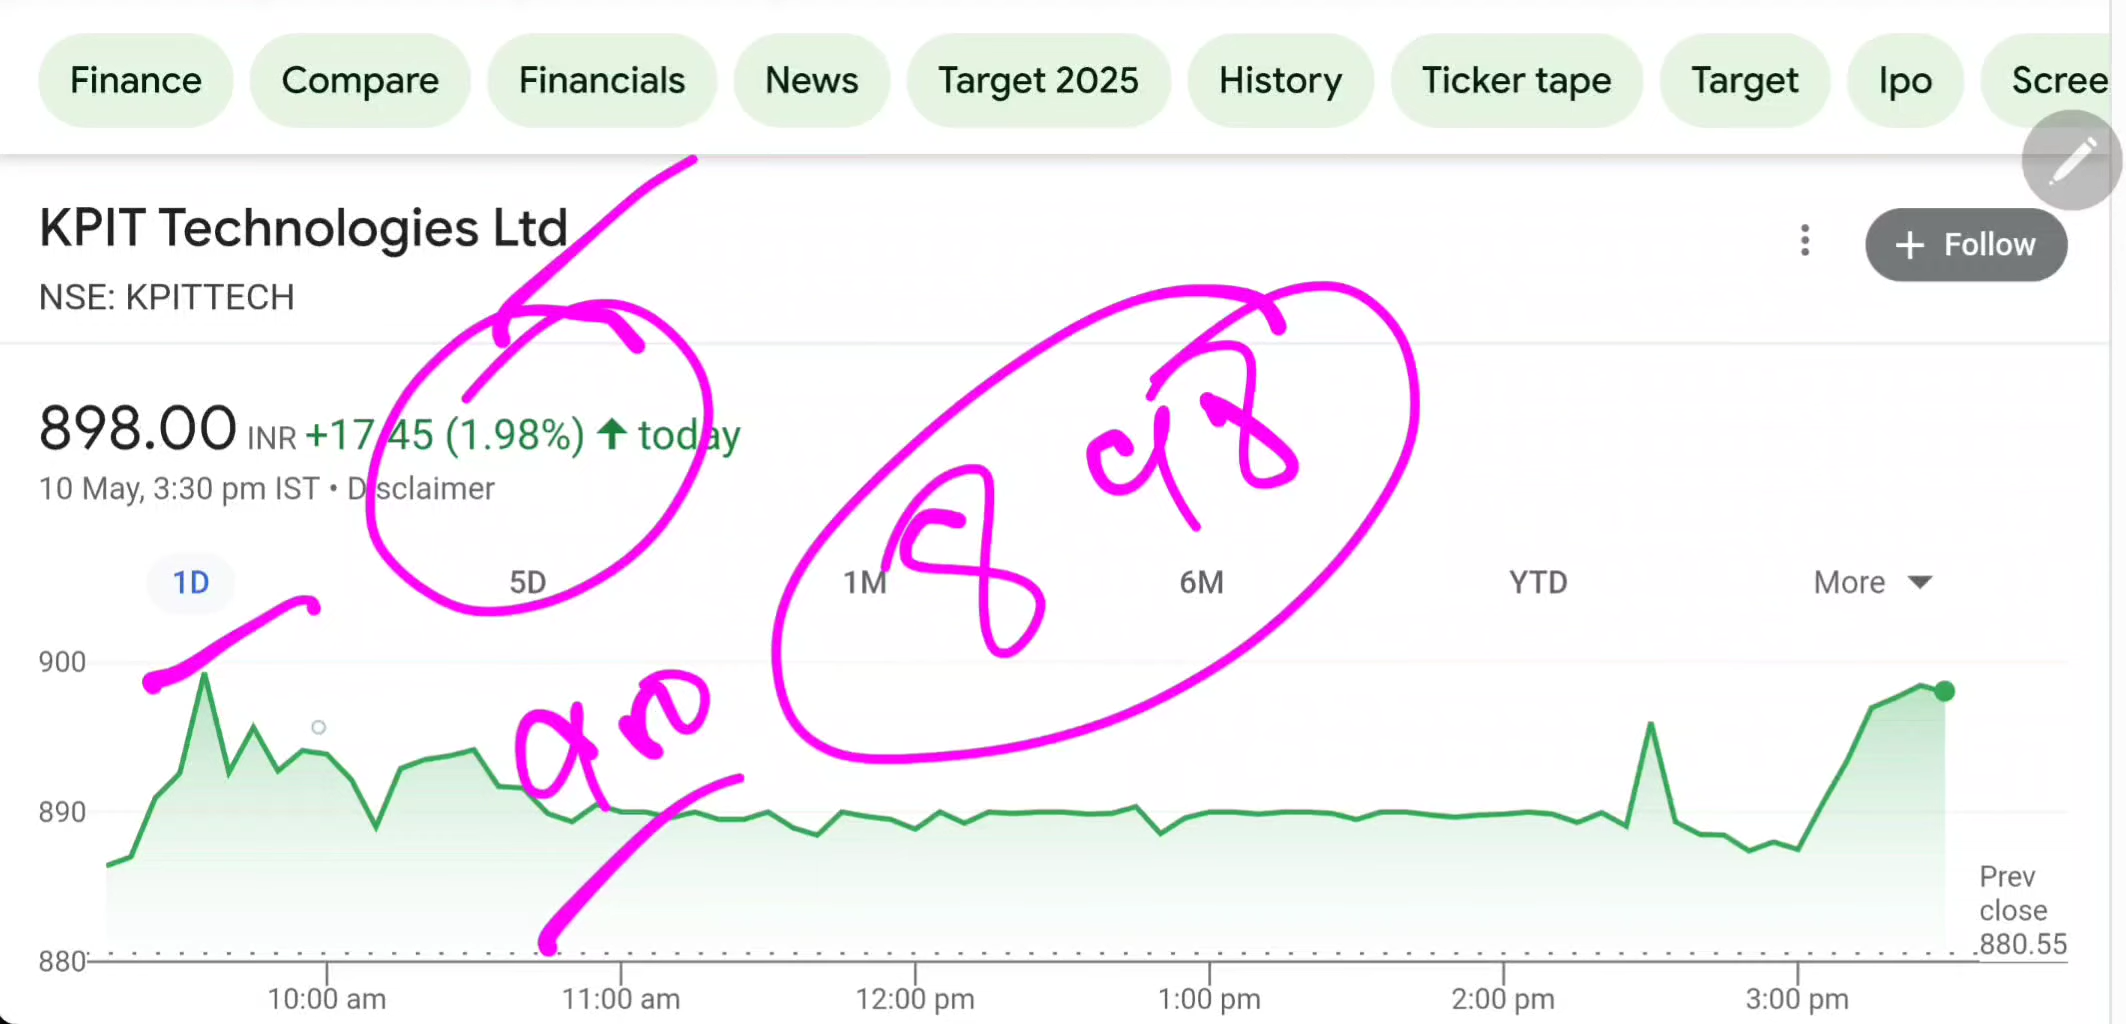 Finance Compare Financials News Target 2025 History Ticker tape Target Ipo Scree
KPIT Technologies Ltd
Follow
NSE: KPITTECH
898.00 INR +17.45 (1.98%) today
10 May, 3:30 pm IST • Disclaimer
898
1D 5D 1M 6M YTD More
900
890
880
Prev
close
880.55
10:00 am 11:00 am 12:00 pm 1:00 pm 2:00 pm 3:00 pm